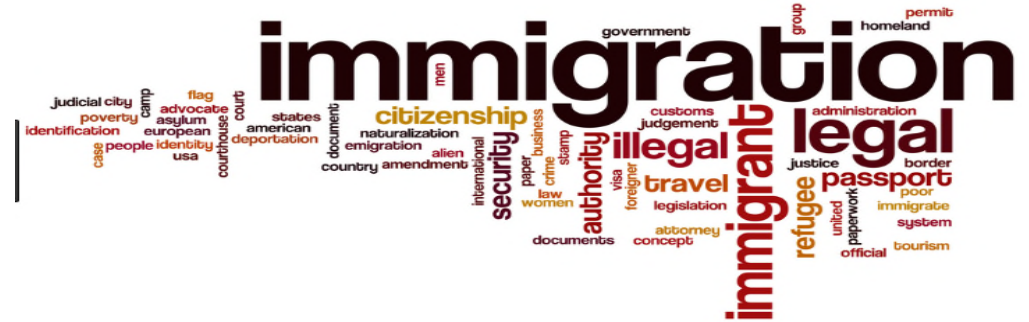 immigration
government
group
homeland
permit
men
judicial
city
camp
flag
court
poverty
advocate
asylum
identification
european
case
people
identity
usa
courthouse
states
american
deportation
document
citizenship
naturalization
emigration
alien
country
amendment
international
security
paper
business
crime
stamp
law
women
authority
documents
customs
judgement
illegal
visa
foreigner
travel
legislation
attorney
concept
immigrant
administration
legal
justice
border
passport
refugee
united
paperwork
poor
immigrate
system
official
tourism